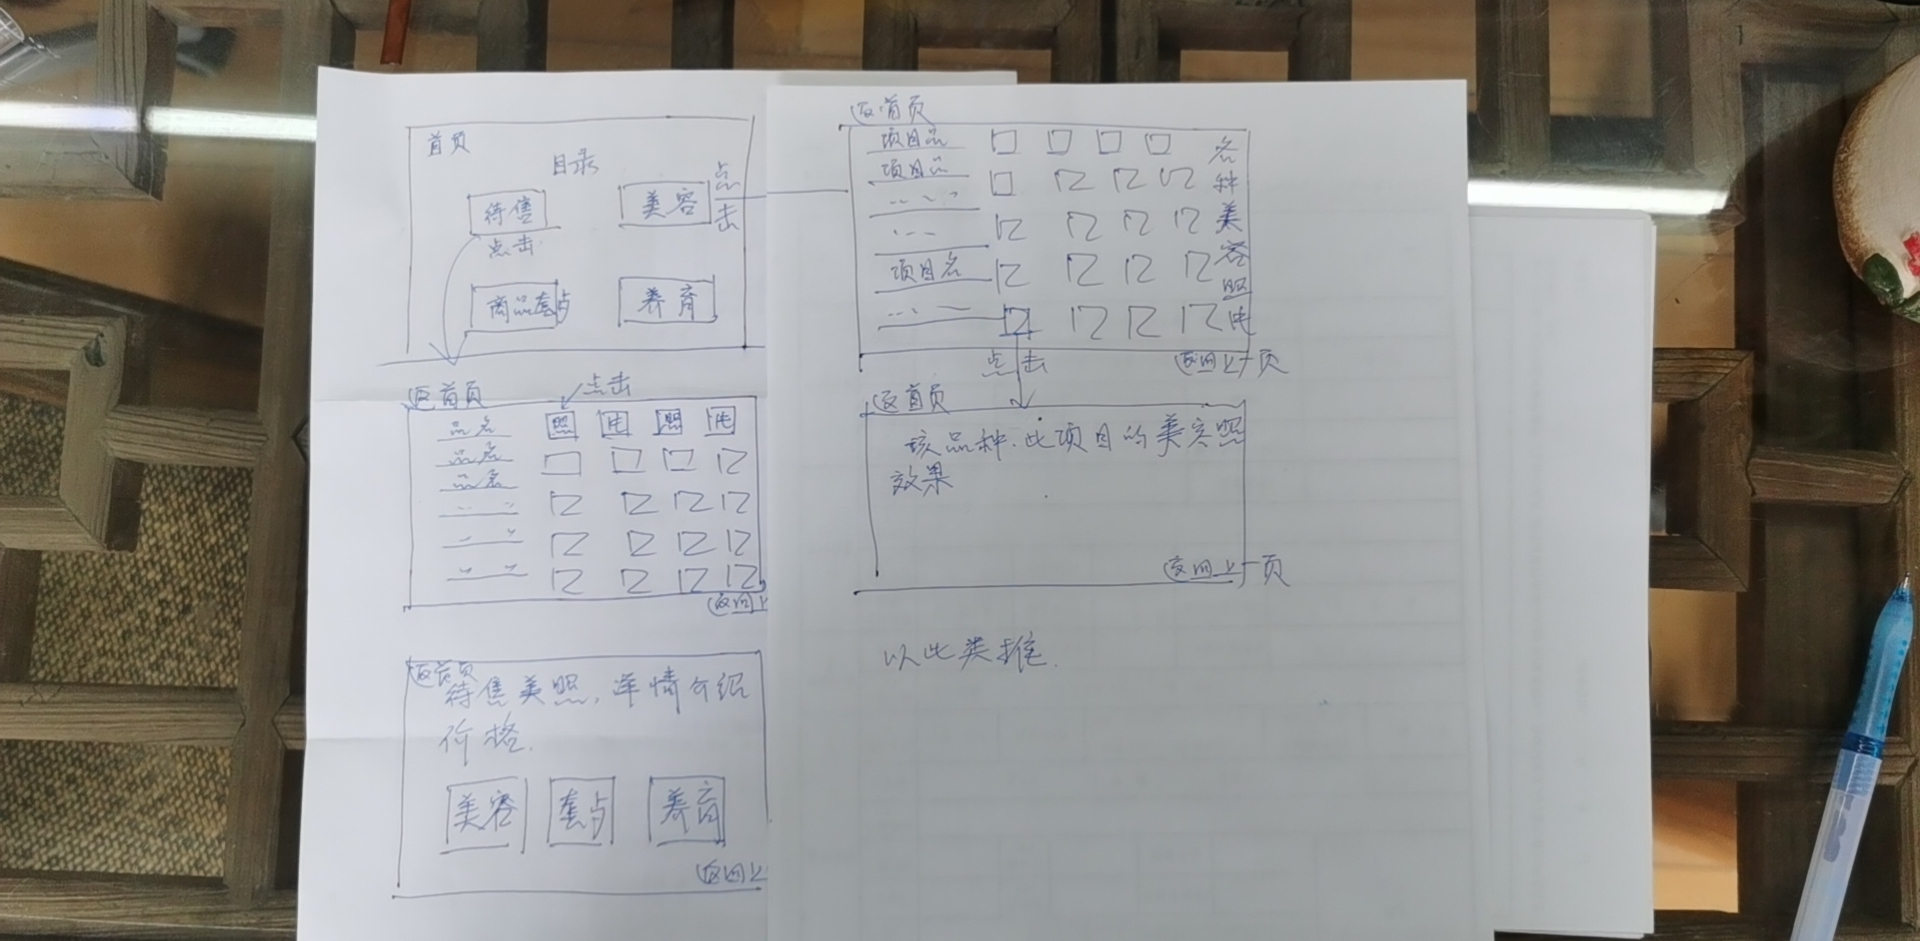 首页
目录
待售
美容
点击
点击
商品套占
养育
返首页
点击
品名
照 片 照 片
品名
品名
返回上
返首页
待售美照，详情介绍
价格.
美容 套占 养育
返回上
返首页
项目品
项目品
项目名
各种美容照片
点击
返回上一页
返首页
该品种.此项目的美容照
效果
返回上一页
以此类推.